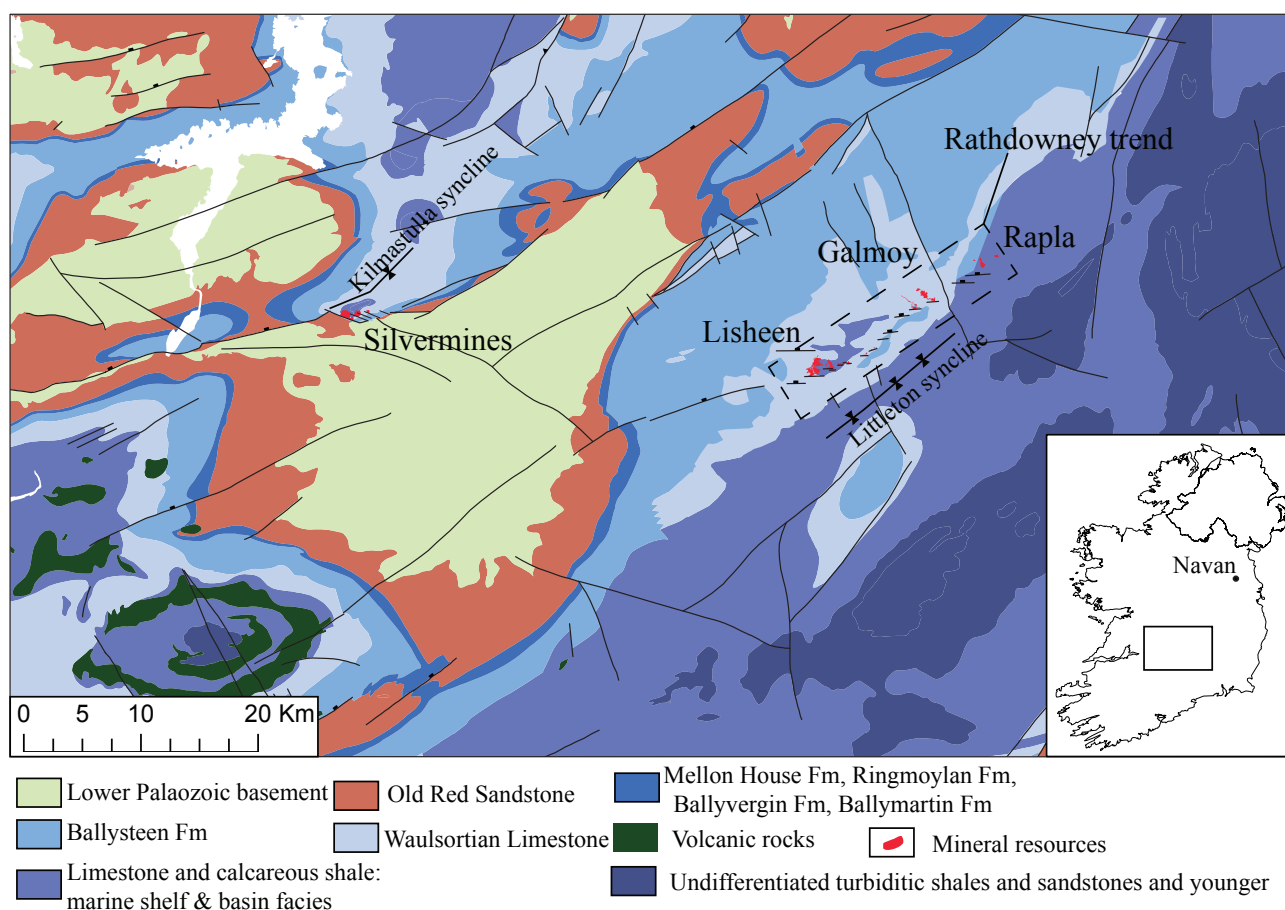 Rathdowney trend
Kilmastulla syncline
Galmoy
Rapla
Silvermines
Lisheen
Littleton syncline
Navan
0 5 10 20 Km
Lower Palaozoic basement
Old Red Sandstone
Mellon House Fm, Ringmoylan Fm,
Ballyvergin Fm, Ballymartin Fm
Ballysteen Fm
Waulsortian Limestone
Volcanic rocks
Mineral resources
Limestone and calcareous shale:
marine shelf & basin facies
Undifferentiated turbiditic shales and sandstones and younger